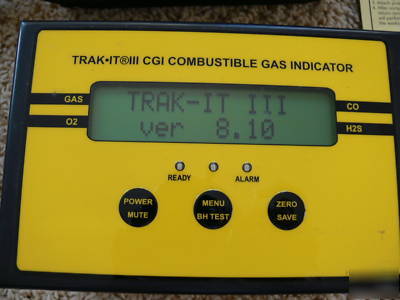 TRAK•IT®III CGI COMBUSTIBLE GAS INDICATOR
GAS
CO
O2
H2S
TRAK-IT III
ver 8.10
READY
ALARM
POWER
MUTE
MENU
BH TEST
ZERO
SAVE